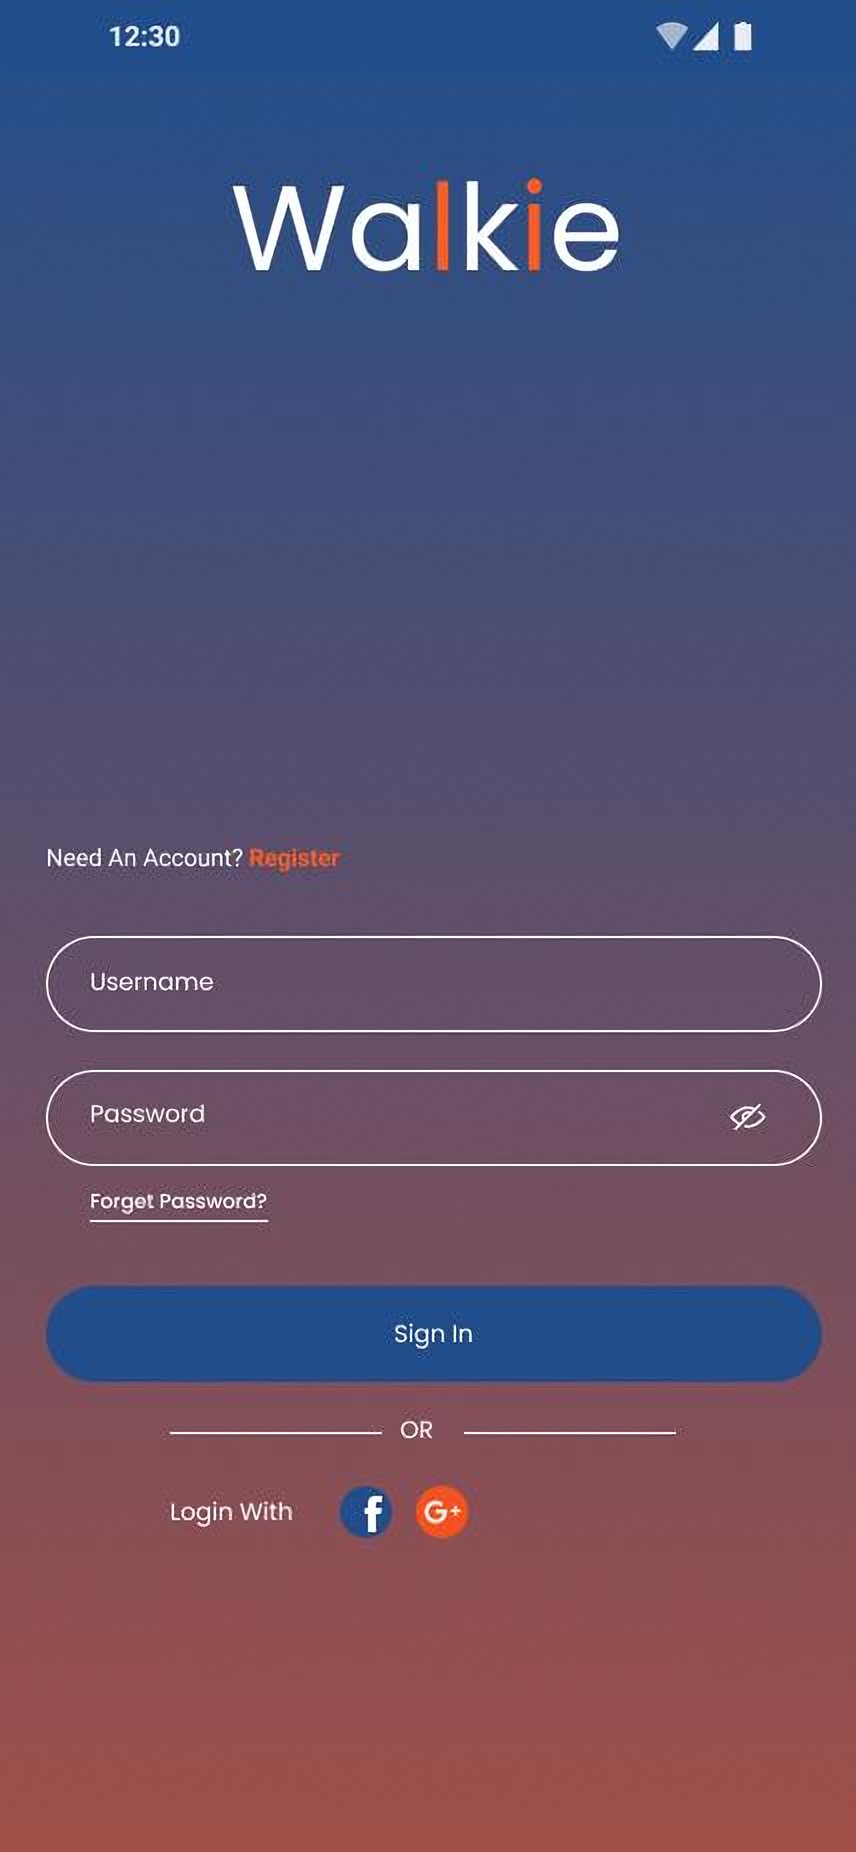 12:30
Walkie
Need An Account? Register
Username
Password
Forget Password?
Sign In
OR
Login With f G+